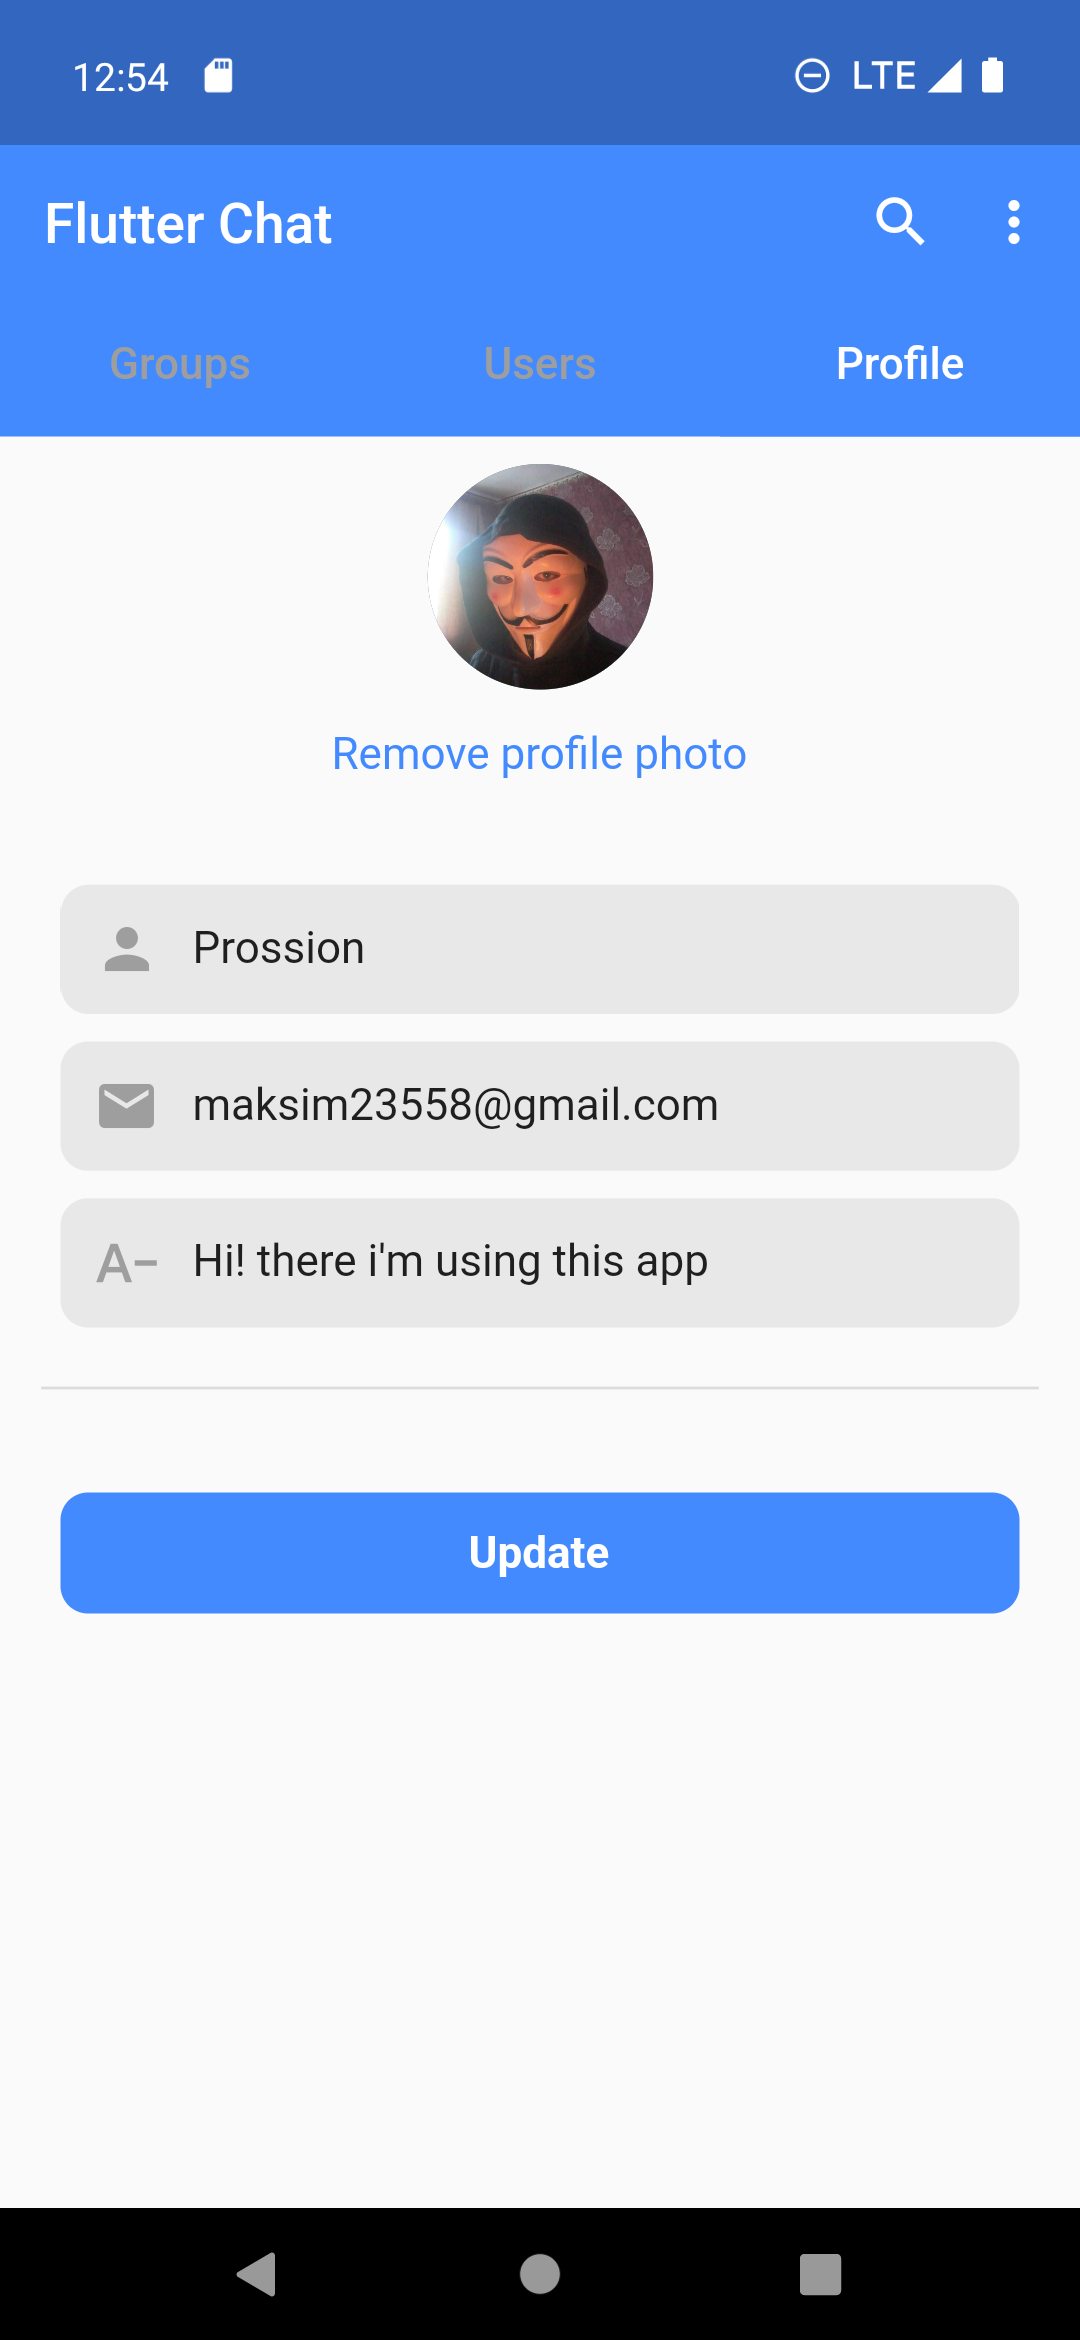 12:54 LTE
Flutter Chat
Groups Users Profile
Remove profile photo
Prossion
maksim23558@gmail.com
A- Hi! there i'm using this app
Update